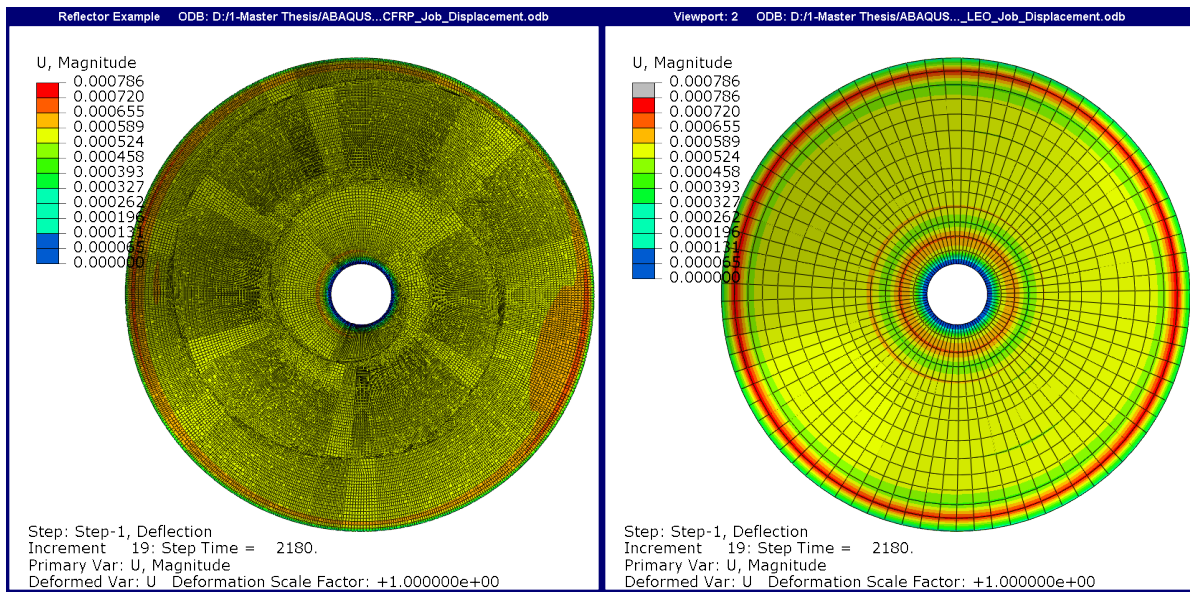 Reflector Example ODB: D:/1-Master Thesis/ABAQUS...CFRP_Job_Displacement.odb
U, Magnitude
0.000786
0.000720
0.000655
0.000589
0.000524
0.000458
0.000393
0.000327
0.000262
0.000196
0.000131
0.000065
0.000000
Step: Step-1, Deflection
Increment 19: Step Time = 2180.
Primary Var: U, Magnitude
Deformed Var: U Deformation Scale Factor: +1.000000e+00
Viewport: 2 ODB: D:/1-Master Thesis/ABAQUS..._LEO_Job_Displacement.odb
U, Magnitude
0.000786
0.000786
0.000720
0.000655
0.000589
0.000524
0.000458
0.000393
0.000327
0.000262
0.000196
0.000131
0.000065
0.000000
Step: Step-1, Deflection
Increment 19: Step Time = 2180.
Primary Var: U, Magnitude
Deformed Var: U Deformation Scale Factor: +1.000000e+00